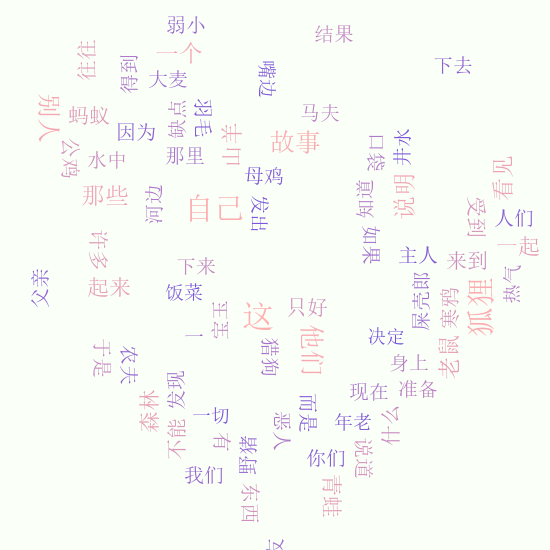 弱小
结果
往往
一个
下去
得到
大麦
嘴边
别人
蚂蚁
缺点
羽毛
马夫
因为
山羊
故事
口袋
井水
公鸡
水中
那里
母鸡
看见
那些
河边
自己
发出
知道
说明
受到
人们
许多
如果
主人
来到
一起
父亲
下来
起来
饭菜
屎壳郎
寒鸦
狐狸
热气
宝玉
这
只好
他们
一
决定
于是
农夫
猎狗
老鼠
身上
森林
发现
现在
准备
不能
一切
有
恶人
而是
年老
什么
野猪
你们
说道
我们
东西
青蛙